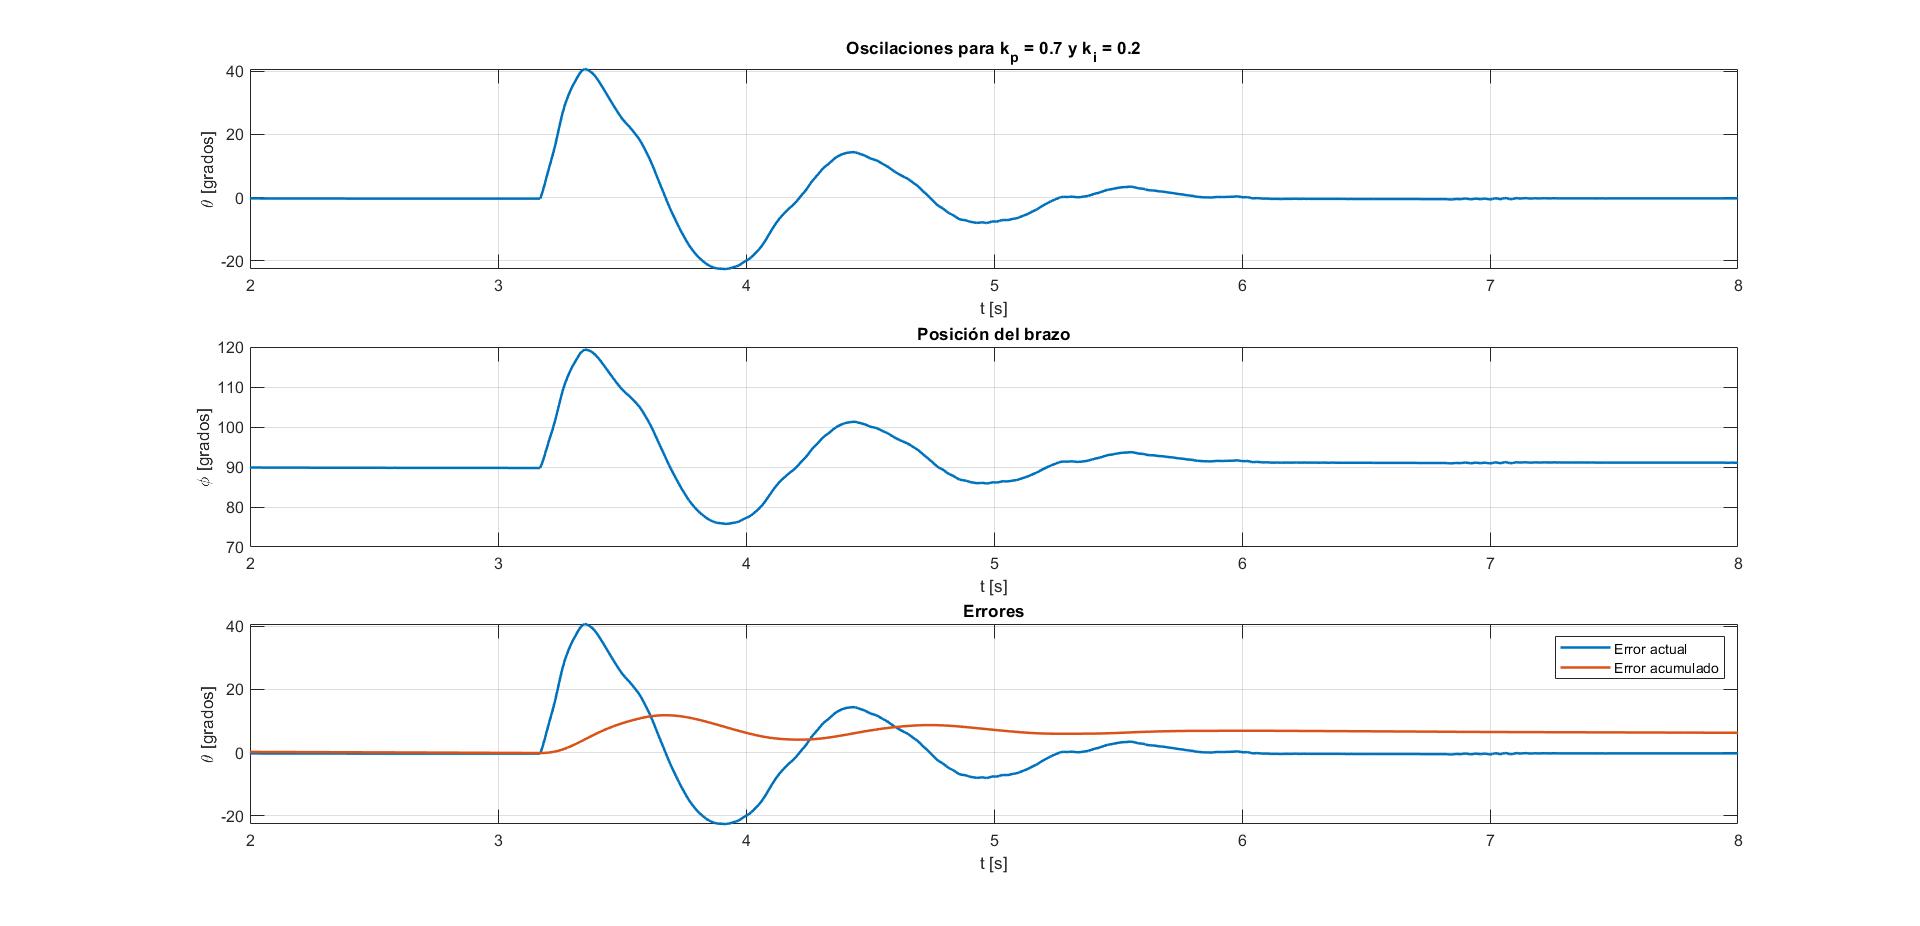 Oscilaciones para kp = 0.7 y ki = 0.2
θ [grados]
40
20
0
-20
2 3 4 5 6 7 8
t [s]
Posición del brazo
ϕ [grados]
120
110
100
90
80
70
2 3 4 5 6 7 8
t [s]
Errores
θ [grados]
40
20
0
-20
Error actual
Error acumulado
2 3 4 5 6 7 8
t [s]